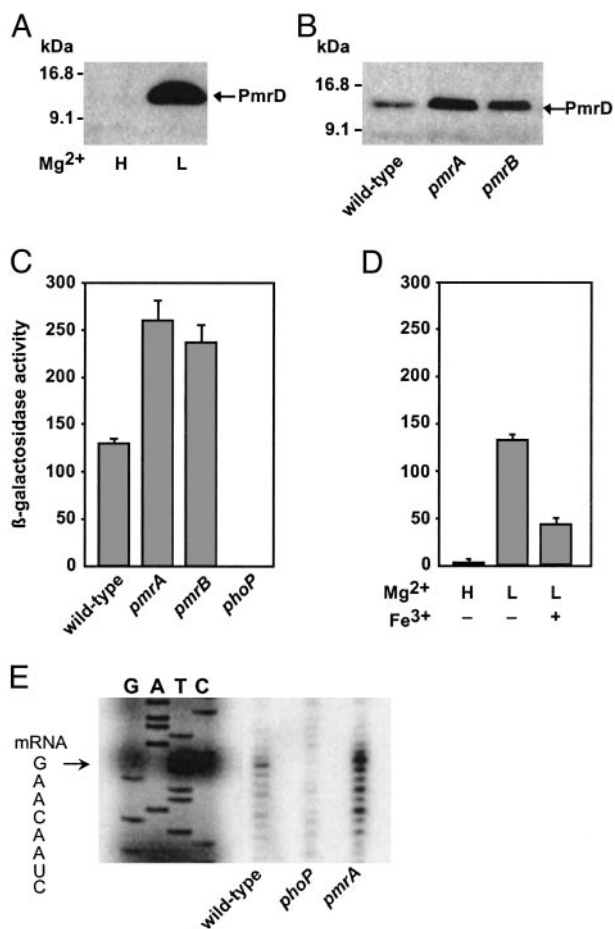 A
kDa
16.8
9.1
PmrD
Mg2+ H L
B
kDa
16.8
9.1
PmrD
wild-type pmrA pmrB
C
ß-galactosidase activity
300
250
200
150
100
50
0
wild-type pmrA pmrB phoP
D
300
250
200
150
100
50
0
Mg2+ H L L
Fe3+ – – +
E
G A T C
mRNA
G
A
A
C
A
A
U
C
wild-type phoP pmrA